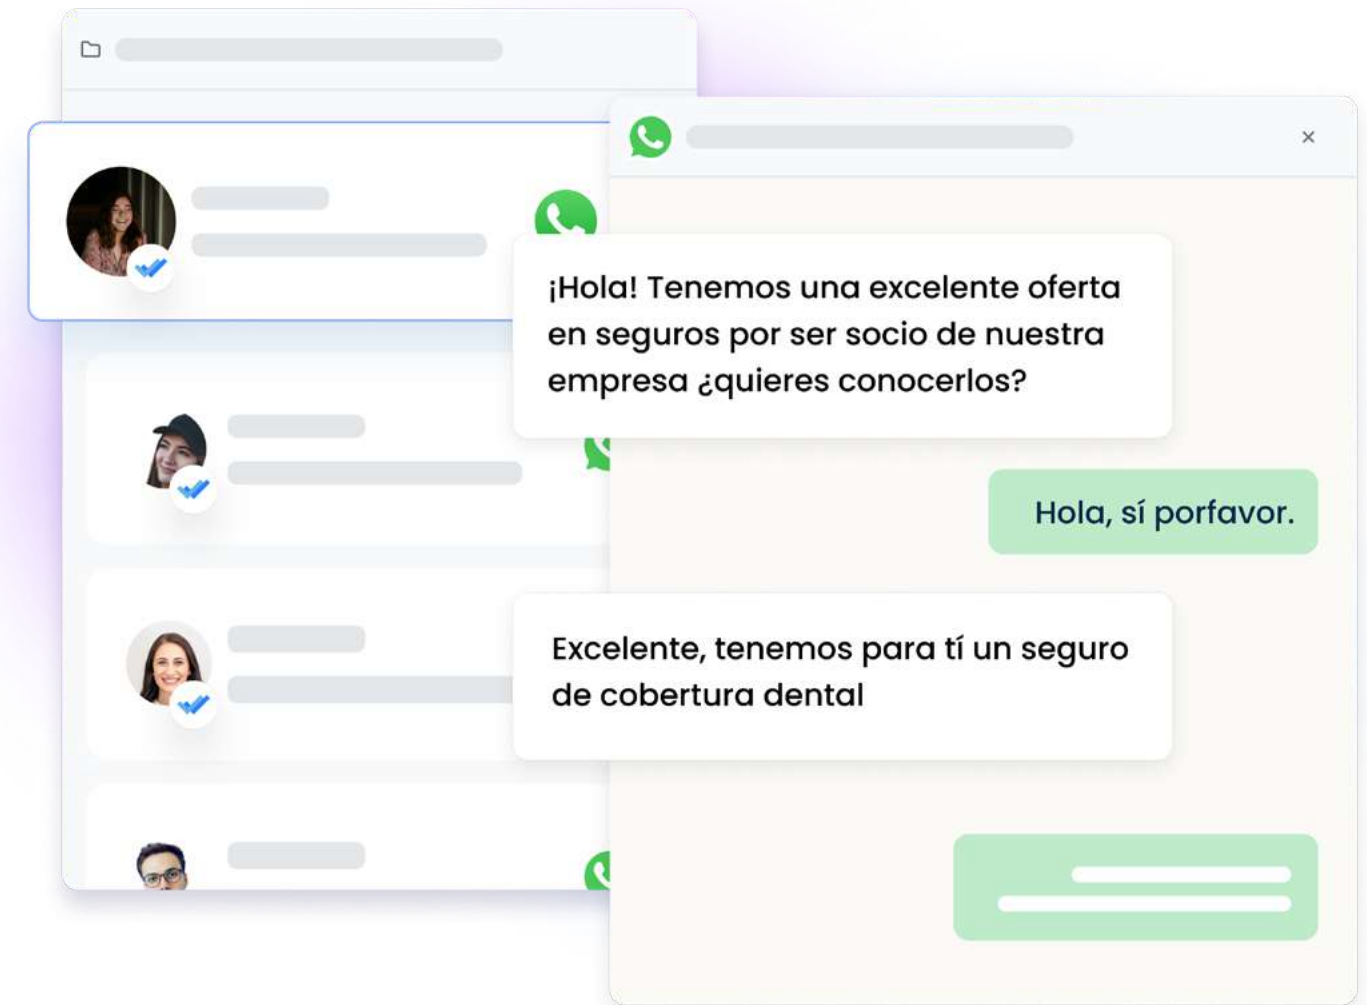 ¡Hola! Tenemos una excelente oferta
en seguros por ser socio de nuestra
empresa ¿quieres conocerlos?
Hola, sí porfavor.
Excelente, tenemos para tí un seguro
de cobertura dental